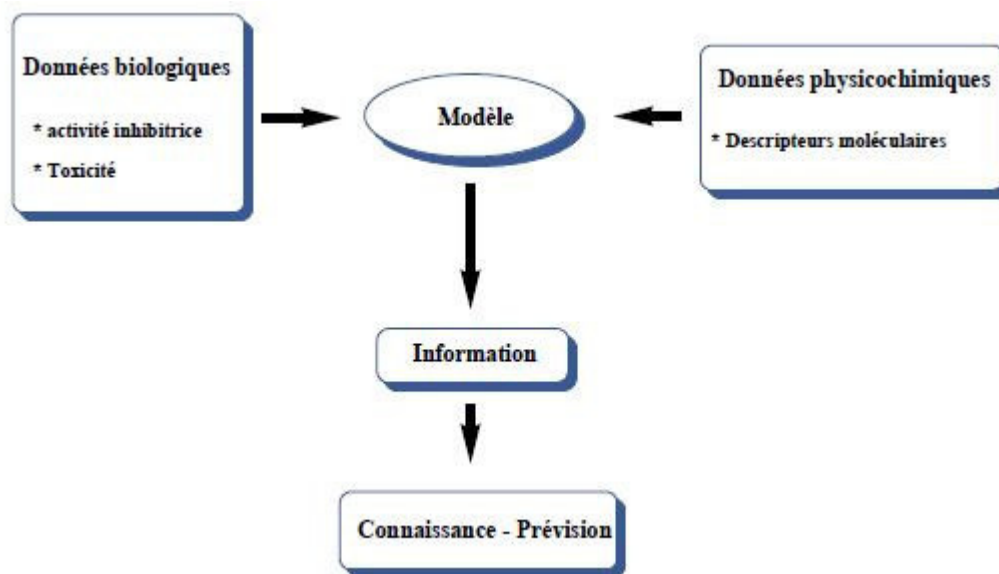 Données biologiques
* activité inhibitrice
* Toxicité
Modèle
Données physicochimiques
* Descripteurs moléculaires
Information
Connaissance - Prévision